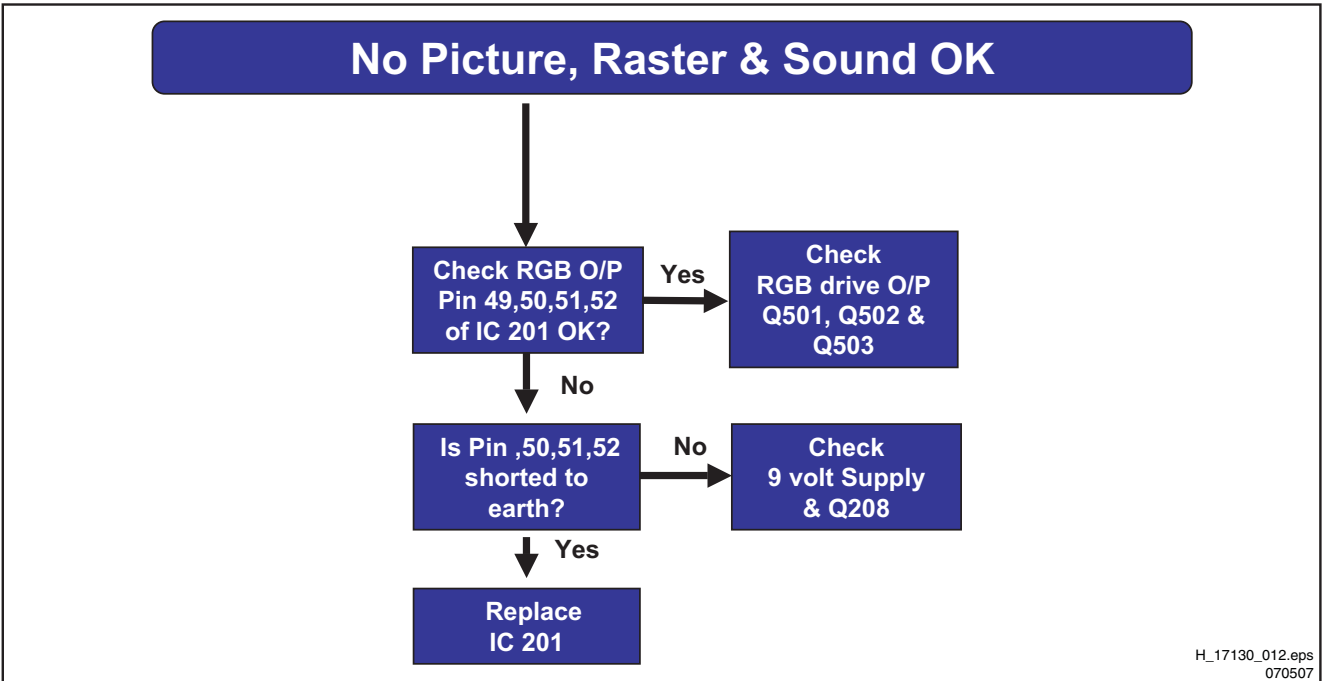 No Picture, Raster & Sound OK
Check RGB O/P
Pin 49,50,51,52
of IC 201 OK?
Yes
Check
RGB drive O/P
Q501, Q502 &
Q503
No
Is Pin ,50,51,52
shorted to
earth?
No
Check
9 volt Supply
& Q208
Yes
Replace
IC 201
H_17130_012.eps
070507